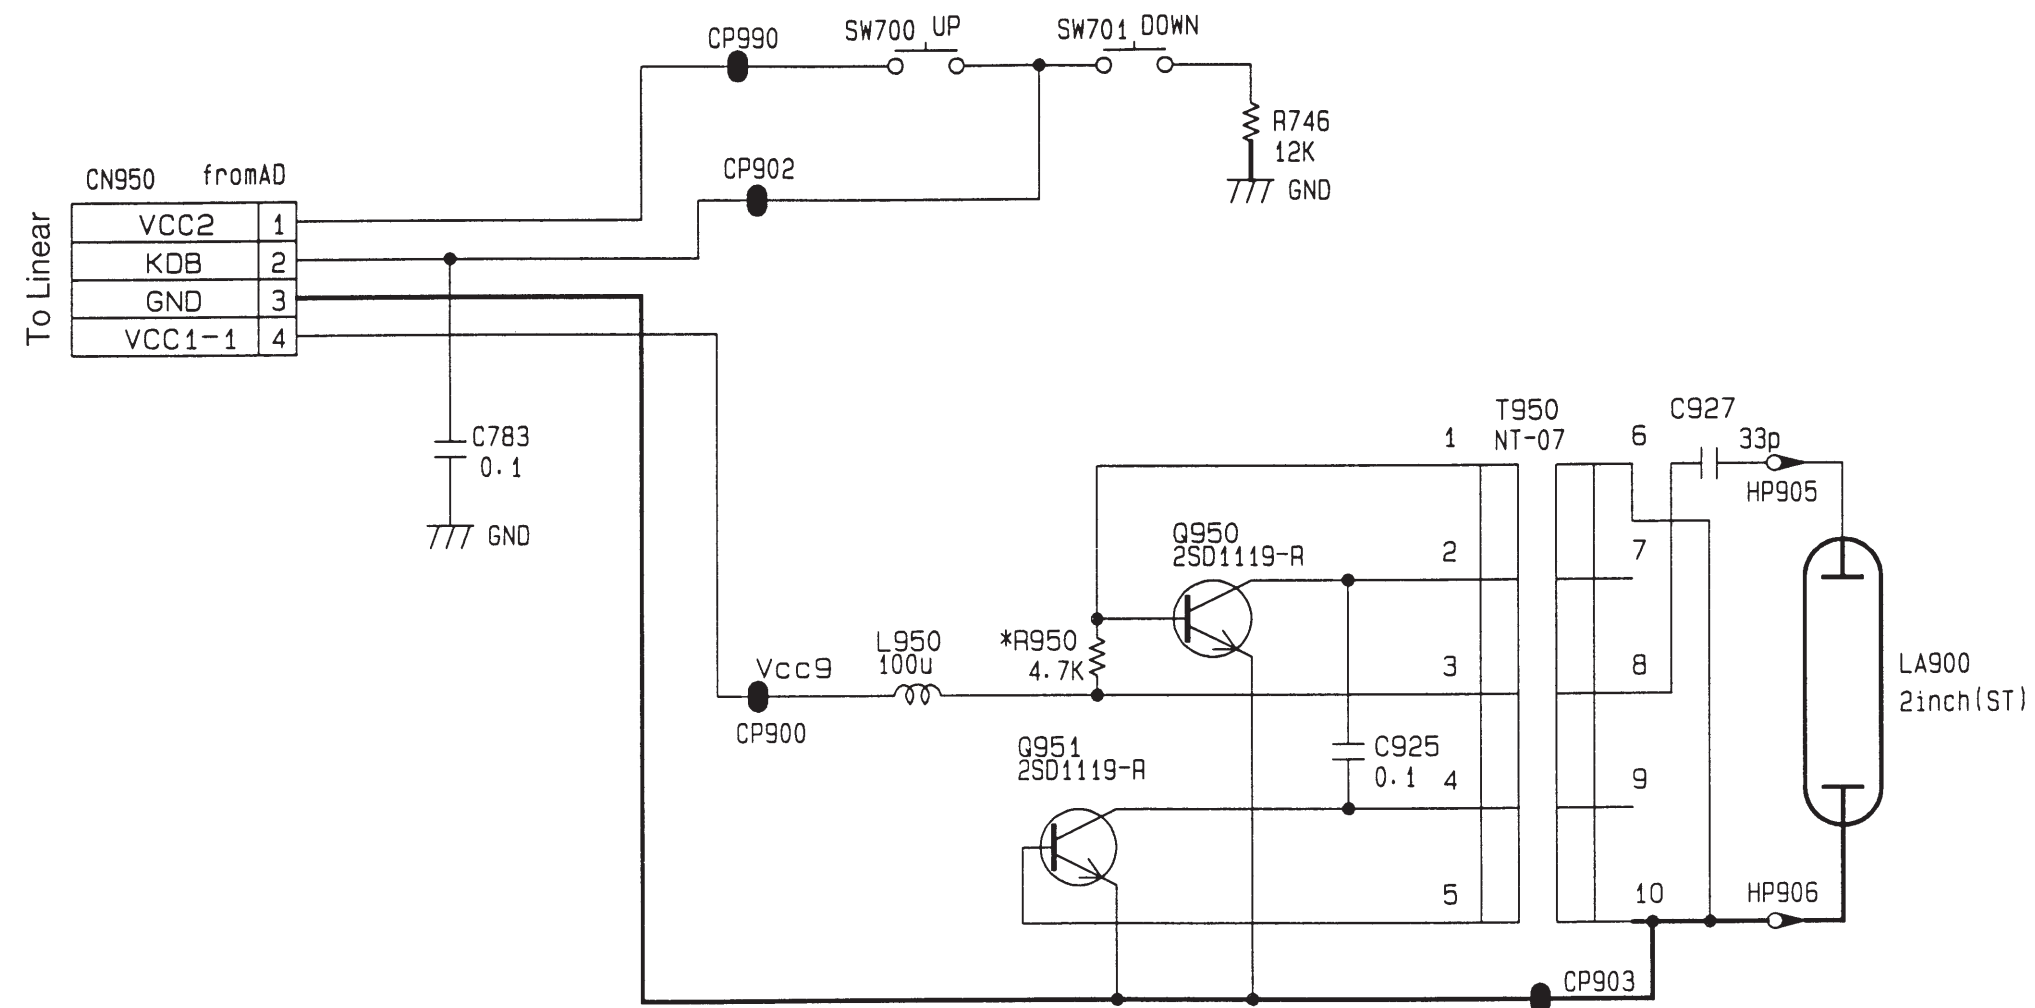 CP990
SW700 UP
SW701 DOWN
R746
12K
GND
CP902
CN950 fromAD
To Linear
VCC2 1
KDB 2
GND 3
VCC1-1 4
C783
0.1
GND
T950
NT-07
C927
33p
HP905
1
6
Q950
2SD1119-R
2
7
L950
100u
*R950
4.7K
Vcc9
CP900
3
8
LA900
2inch(ST)
Q951
2SD1119-R
C925
0.1
4
9
5
10
HP906
CP903